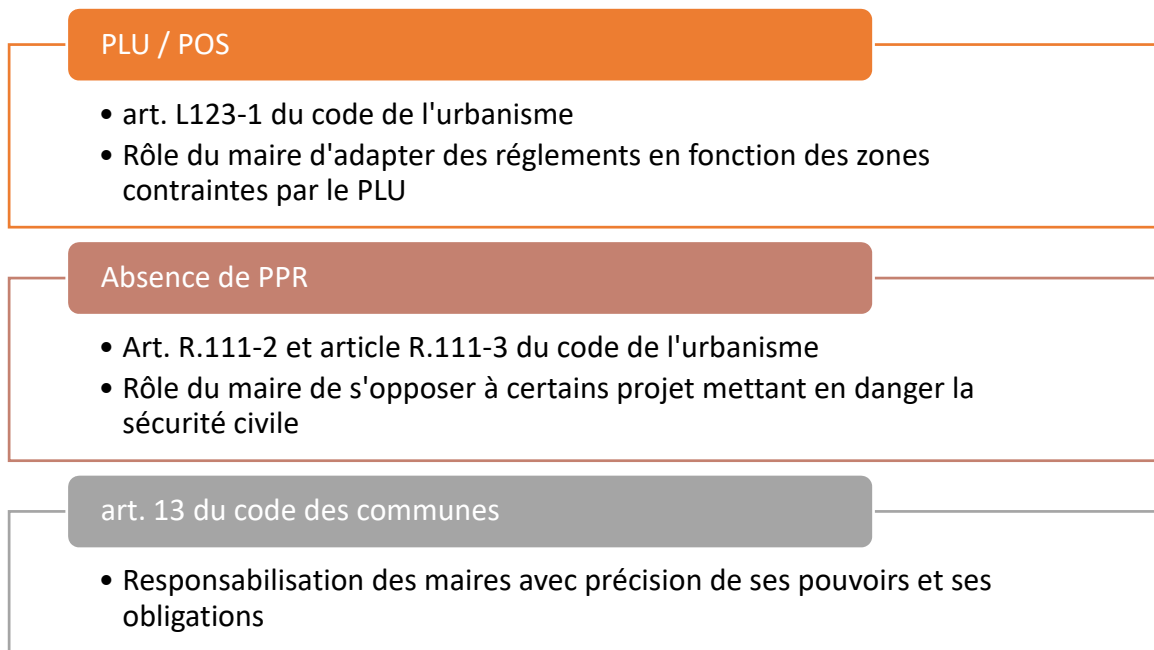 PLU / POS
• art. L123-1 du code de l'urbanisme
• Rôle du maire d'adapter des réglements en fonction des zones
contraintes par le PLU
Absence de PPR
• Art. R.111-2 et article R.111-3 du code de l'urbanisme
• Rôle du maire de s'opposer à certains projet mettant en danger la
sécurité civile
art. 13 du code des communes
• Responsabilisation des maires avec précision de ses pouvoirs et ses
obligations